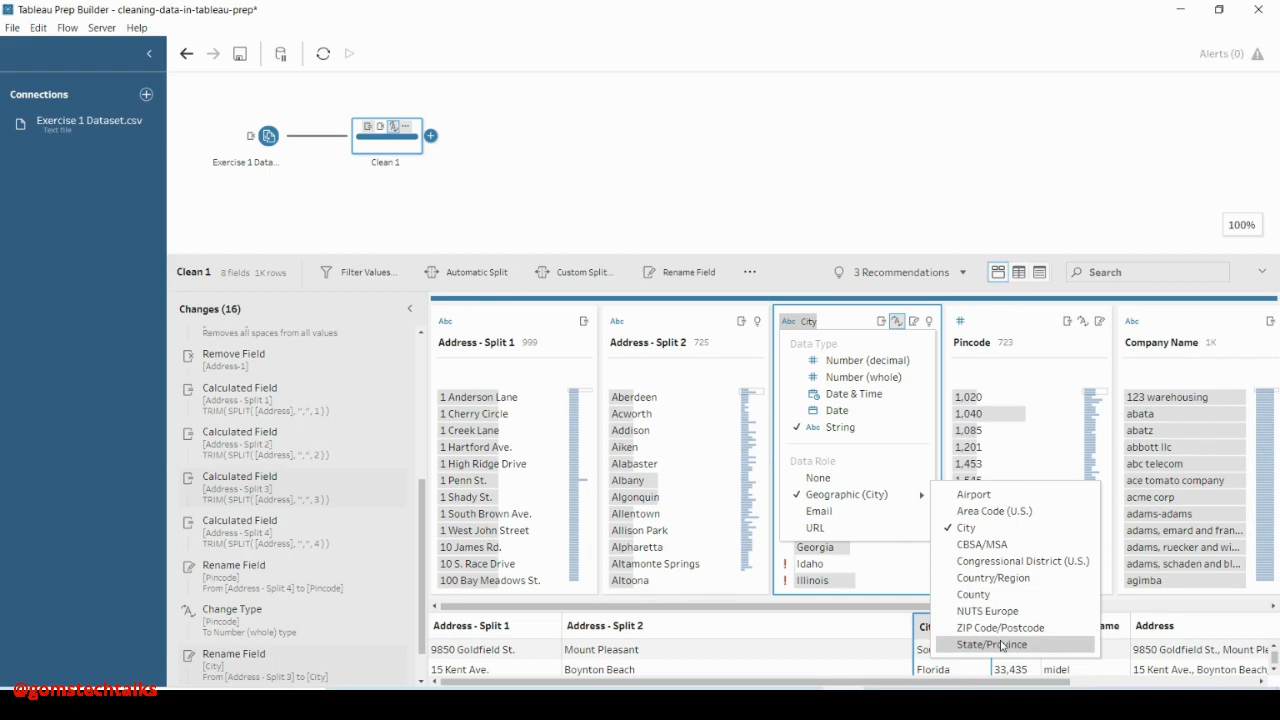 Tableau Prep Builder - cleaning-data-in-tableau-prep*
File Edit Flow Server Help
Alerts (0)
Connections
Exercise 1 Dataset.csv
Text file
Exercise 1 Data...
Clean 1
100%
Clean 1 8 fields 1K rows Filter Values... Automatic Split Custom Split... Rename Field ... 3 Recommendations Search
Changes (16)
Removes all spaces from all values
Remove Field
[Address-1]
Calculated Field
[Address - Split 1]
TRIM( SPLIT( [Address], ",", 1 ) )
Calculated Field
[Address - Split 2]
TRIM( SPLIT( [Address], ",", 2 ) )
Calculated Field
[Address - Split 3]
TRIM( SPLIT( [Address], ",", 3 ) )
Calculated Field
[Address - Split 4]
TRIM( SPLIT( [Address], ",", 4 ) )
Rename Field
[Pincode]
From [Address - Split 4] to [Pincode]
Change Type
[Pincode]
To Number (whole) type
Rename Field
[City]
From [Address - Split 3] to [City]
Abc
Address - Split 1 999
1 Anderson Lane
1 Cherry Circle
1 Creek Lane
1 Hartford Ave.
1 High Ridge Drive
1 Penn St.
1 Shady St.
1 South Brown Ave.
1 West John Street
10 James Rd.
10 S. Race Drive
100 Bay Meadows St.
Abc
Address - Split 2 725
Aberdeen
Acworth
Addison
Aiken
Alabaster
Albany
Algonquin
Allentown
Allison Park
Alpharetta
Altamonte Springs
Altoona
Abc City
Data Type
# Number (decimal)
# Number (whole)
Date & Time
Date
✓ Abc String
Data Role
None
✓ Geographic (City)
Email
URL
Georgia
! Idaho
! Illinois
Airport
Area Code (U.S.)
✓ City
CBSA/MSA
Congressional District (U.S.)
Country/Region
County
NUTS Europe
ZIP Code/Postcode
State/Province
#
Pincode 723
1,020
1,040
1,085
1,201
1,453
Abc
Company Name 1K
123 warehousing
abata
abatz
abbott llc
abc telecom
ace tomato company
acme corp
adams-adams
adams, emard and fran...
adams, ruecker and wi...
adams, schaden and bl...
agimba
Address - Split 1 Address - Split 2 Address
9850 Goldfield St. Mount Pleasant 9850 Goldfield St., Mount Ple
15 Kent Ave. Boynton Beach Florida 33,435 midel 15 Kent Ave., Boynton Beach,
@gomstechtalks